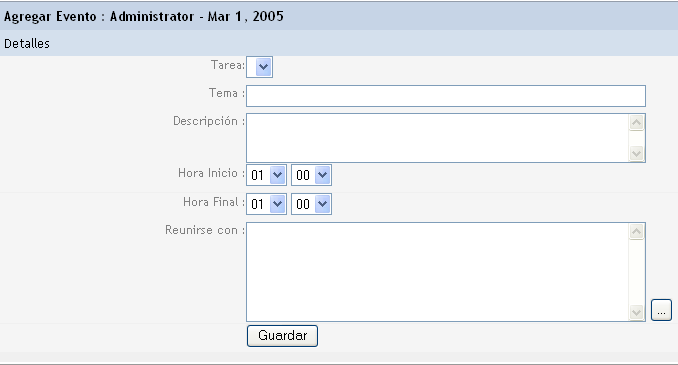 Agregar Evento : Administrator - Mar 1, 2005
Detalles
Tarea:
Tema :
Descripción :
Hora Inicio : 01 00
Hora Final : 01 00
Reunirse con :
...
Guardar